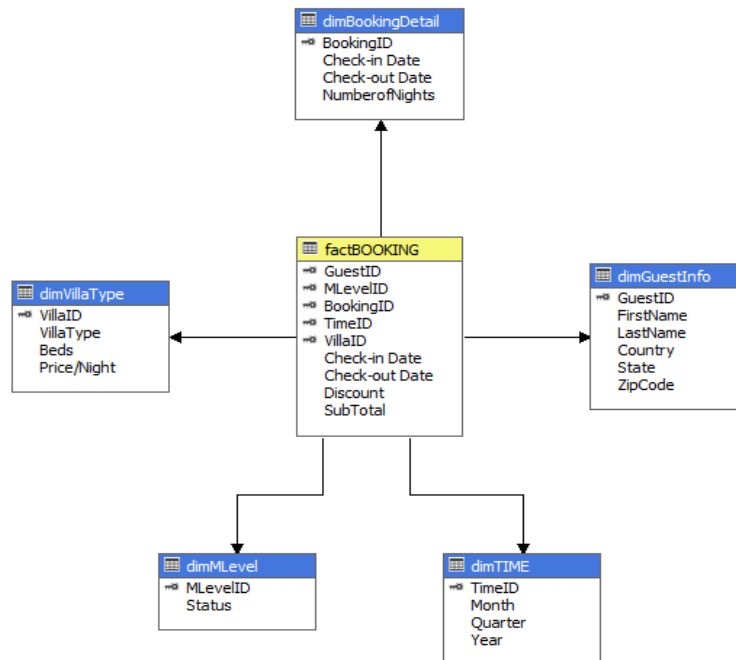 dimBookingDetail
BookingID
Check-in Date
Check-out Date
NumberofNights
factBOOKING
GuestID
MLevelID
BookingID
TimeID
VillaID
Check-in Date
Check-out Date
Discount
SubTotal
dimVillaType
VillaID
VillaType
Beds
Price/Night
dimGuestInfo
GuestID
FirstName
LastName
Country
State
ZipCode
dimMLevel
MLevelID
Status
dimTIME
TimeID
Month
Quarter
Year